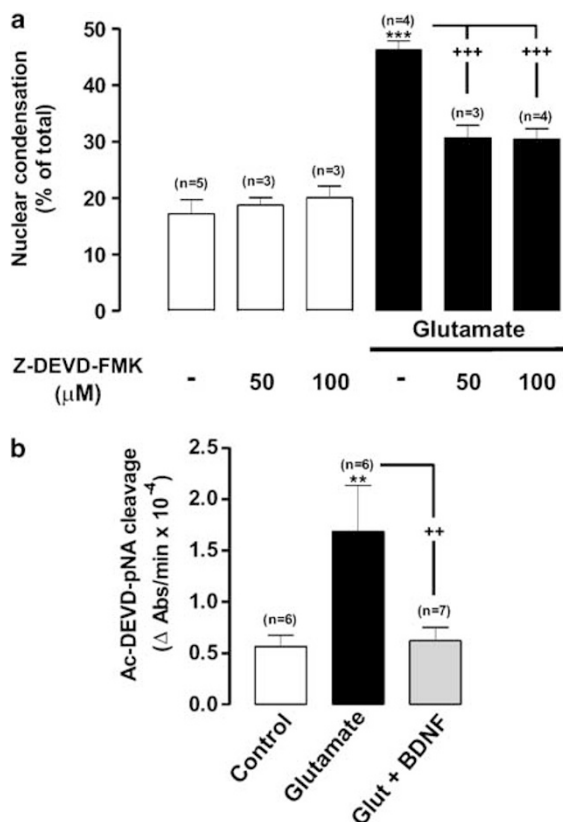 a
Nuclear condensation
(% of total)
50
40
30
20
10
0
(n=5)
(n=3)
(n=3)
(n=4)
***
+++
+++
(n=3)
(n=4)
Glutamate
Z-DEVD-FMK
(μM)
- 50 100 - 50 100
b
Ac-DEVD-pNA cleavage
(Δ Abs/min x 10⁻⁴)
2.5
2.0
1.5
1.0
0.5
0.0
(n=6)
(n=6)
**
++
(n=7)
Control
Glutamate
Glut + BDNF